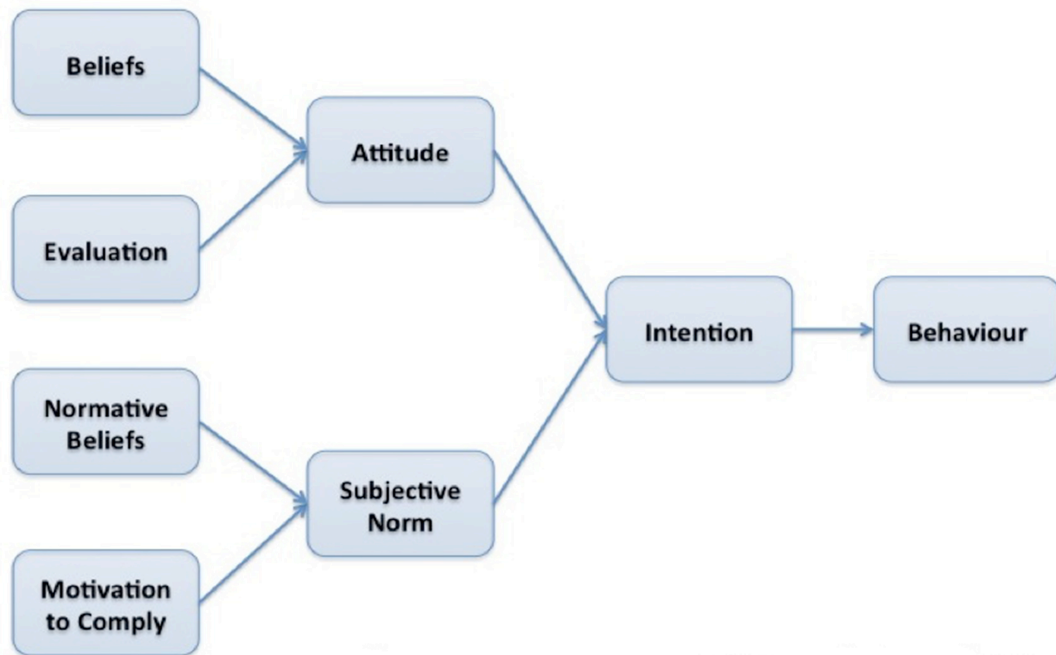 Beliefs
Evaluation
Attitude
Normative
Beliefs
Motivation
to Comply
Subjective
Norm
Intention
Behaviour